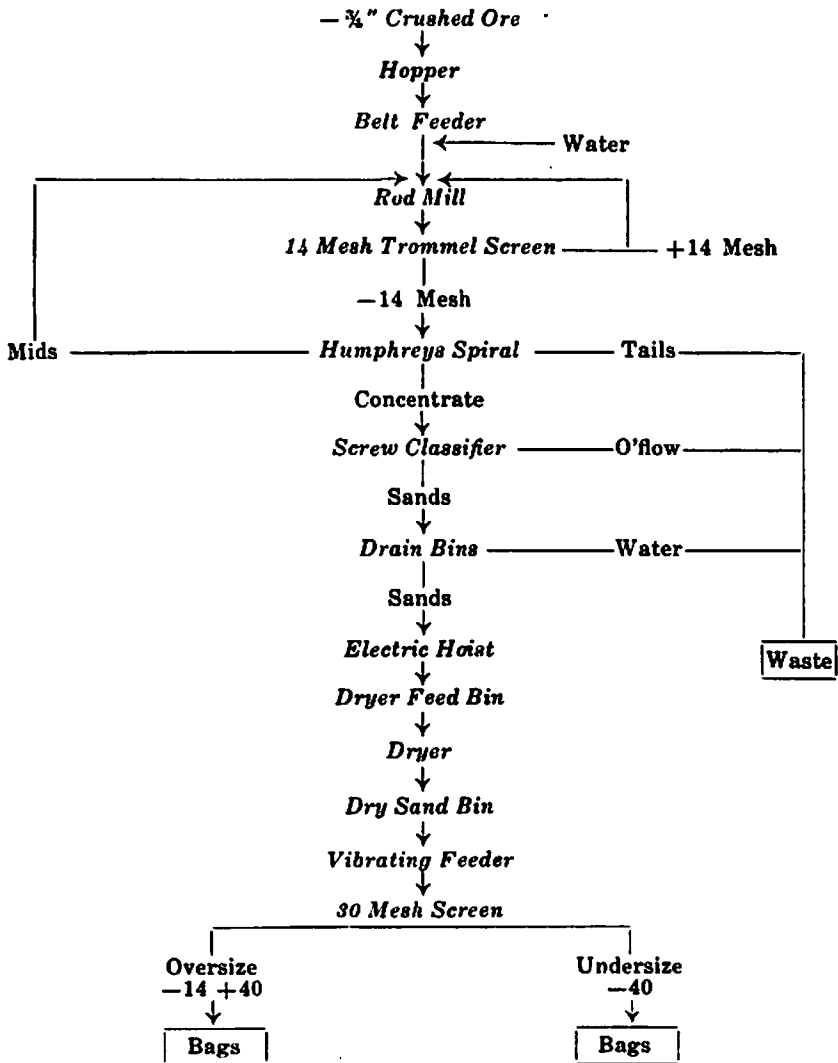 — ¾" Crushed Ore
Hopper
Belt Feeder
Water
Rod Mill
14 Mesh Trommel Screen
+14 Mesh
—14 Mesh
Mids
Humphreys Spiral
Tails
Concentrate
Screw Classifier
O'flow
Sands
Drain Bins
Water
Sands
Electric Hoist
Waste
Dryer Feed Bin
Dryer
Dry Sand Bin
Vibrating Feeder
30 Mesh Screen
Oversize
—14 +40
Bags
Undersize
—40
Bags